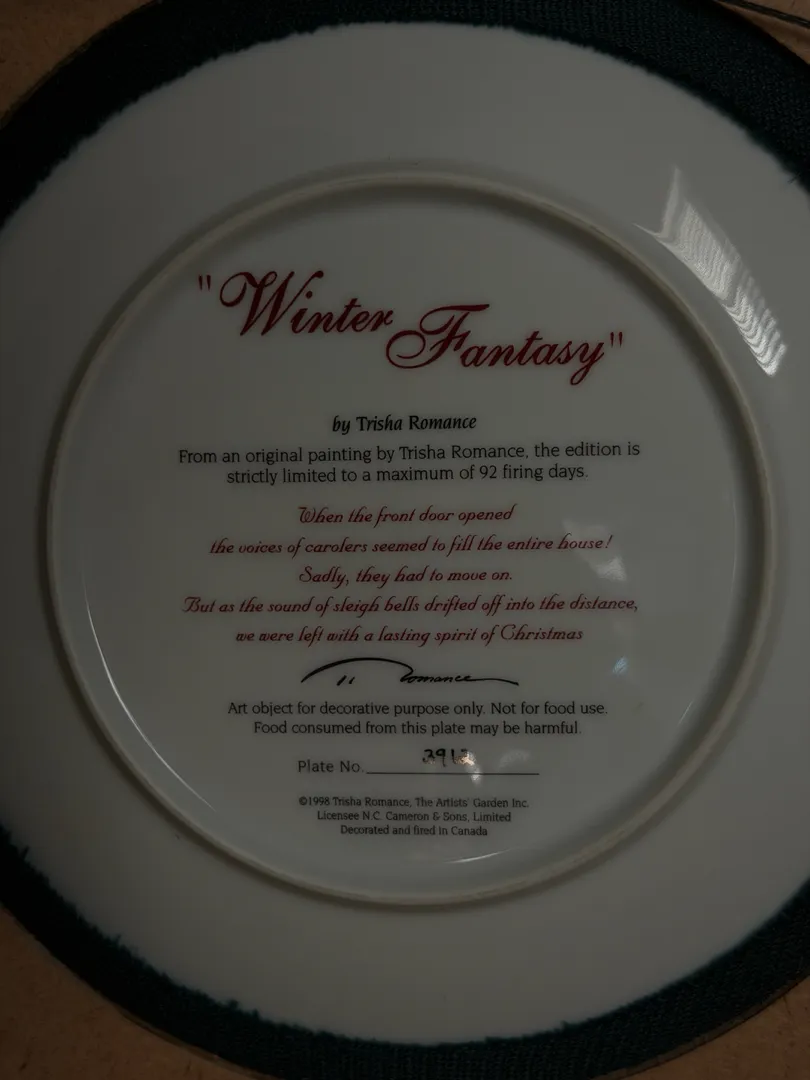 "Winter Fantasy"
by Trisha Romance
From an original painting by Trisha Romance, the edition is
strictly limited to a maximum of 92 firing days.
When the front door opened
the voices of carolers seemed to fill the entire house!
Sadly, they had to move on.
But as the sound of sleigh bells drifted off into the distance,
we were left with a lasting spirit of Christmas
Romance
Art object for decorative purpose only. Not for food use.
Food consumed from this plate may be harmful.
Plate No.
©1998 Trisha Romance, The Artists' Garden Inc.
Licensee N.C. Cameron & Sons, Limited
Decorated and fired in Canada